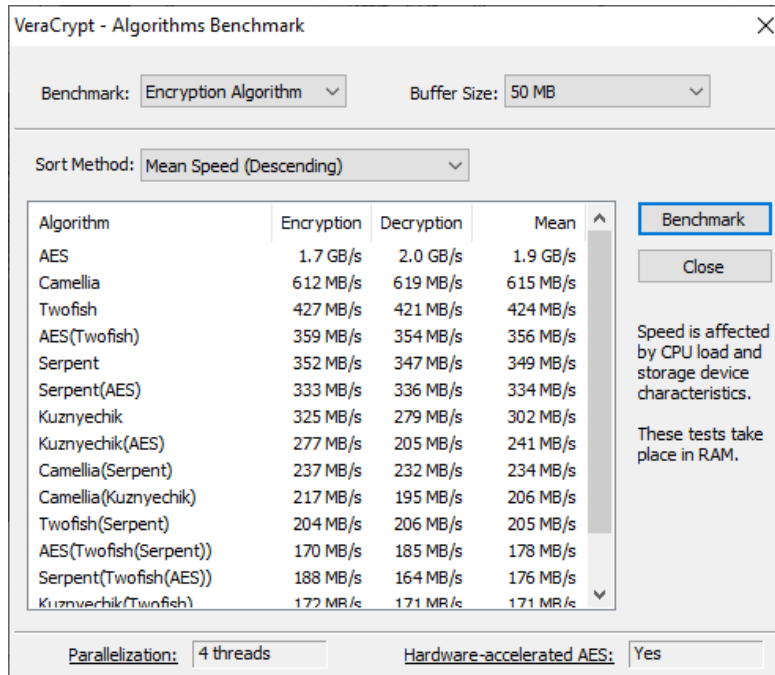 VeraCrypt - Algorithms Benchmark
Benchmark: Encryption Algorithm Buffer Size: 50 MB
Sort Method: Mean Speed (Descending)
Algorithm Encryption Decryption Mean
AES 1.7 GB/s 2.0 GB/s 1.9 GB/s
Camellia 612 MB/s 619 MB/s 615 MB/s
Twofish 427 MB/s 421 MB/s 424 MB/s
AES(Twofish) 359 MB/s 354 MB/s 356 MB/s
Serpent 352 MB/s 347 MB/s 349 MB/s
Serpent(AES) 333 MB/s 336 MB/s 334 MB/s
Kuznyechik 325 MB/s 279 MB/s 302 MB/s
Kuznyechik(AES) 277 MB/s 205 MB/s 241 MB/s
Camellia(Serpent) 237 MB/s 232 MB/s 234 MB/s
Camellia(Kuznyechik) 217 MB/s 195 MB/s 206 MB/s
Twofish(Serpent) 204 MB/s 206 MB/s 205 MB/s
AES(Twofish(Serpent)) 170 MB/s 185 MB/s 178 MB/s
Serpent(Twofish(AES)) 188 MB/s 164 MB/s 176 MB/s
Kuznyechik(Twofish) 172 MB/s 171 MB/s 171 MB/s
Benchmark
Close
Speed is affected
by CPU load and
storage device
characteristics.
These tests take
place in RAM.
Parallelization: 4 threads Hardware-accelerated AES: Yes